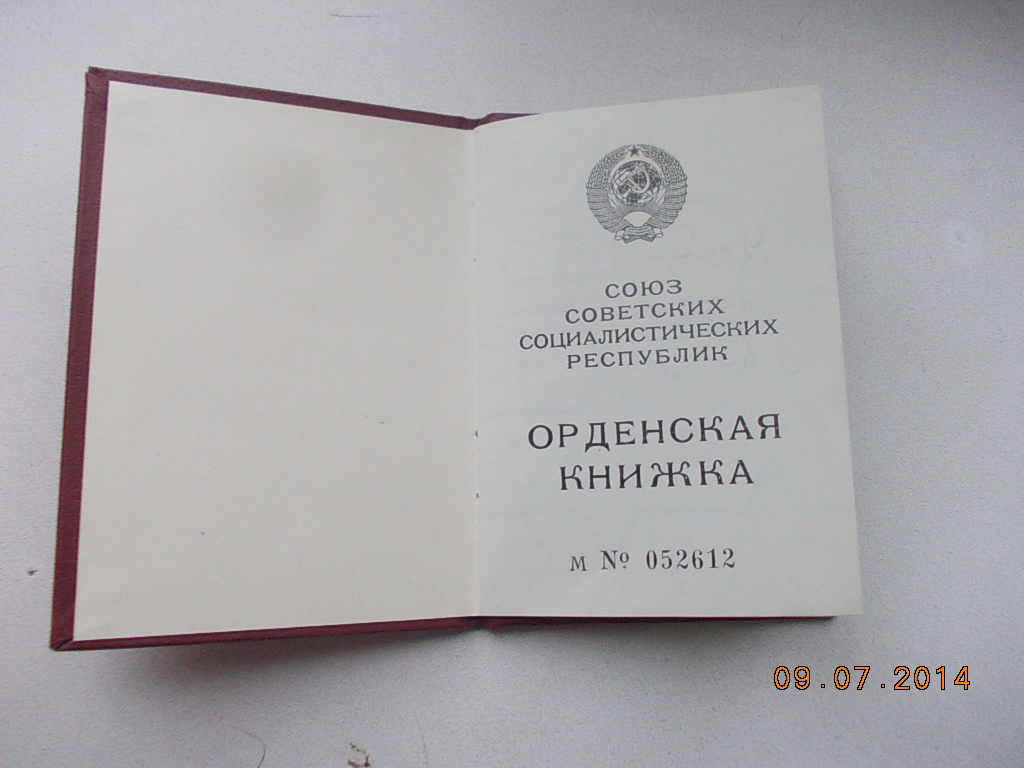 СОЮЗ
СОВЕТСКИХ
СОЦИАЛИСТИЧЕСКИХ
РЕСПУБЛИК
ОРДЕНСКАЯ
КНИЖКА
М № 052612
09.07.2014